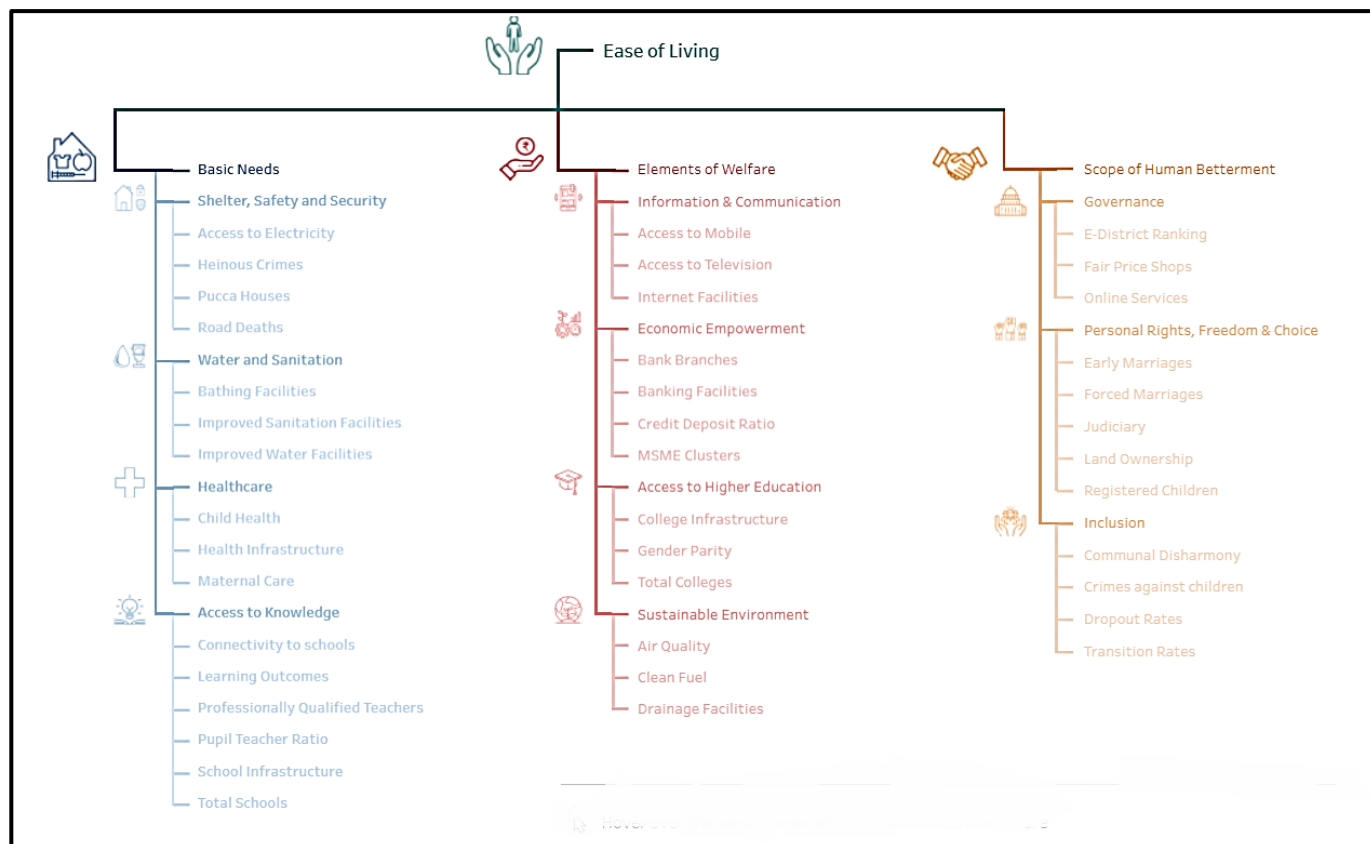 Ease of Living
Basic Needs
Shelter, Safety and Security
Access to Electricity
Heinous Crimes
Pucca Houses
Road Deaths
Water and Sanitation
Bathing Facilities
Improved Sanitation Facilities
Improved Water Facilities
Healthcare
Child Health
Health Infrastructure
Maternal Care
Access to Knowledge
Connectivity to schools
Learning Outcomes
Professionally Qualified Teachers
Pupil Teacher Ratio
School Infrastructure
Total Schools
₹
Elements of Welfare
Information & Communication
Access to Mobile
Access to Television
Internet Facilities
Economic Empowerment
Bank Branches
Banking Facilities
Credit Deposit Ratio
MSME Clusters
Access to Higher Education
College Infrastructure
Gender Parity
Total Colleges
Sustainable Environment
Air Quality
Clean Fuel
Drainage Facilities
Scope of Human Betterment
Governance
E-District Ranking
Fair Price Shops
Online Services
Personal Rights, Freedom & Choice
Early Marriages
Forced Marriages
Judiciary
Land Ownership
Registered Children
Inclusion
Communal Disharmony
Crimes against children
Dropout Rates
Transition Rates
Hover